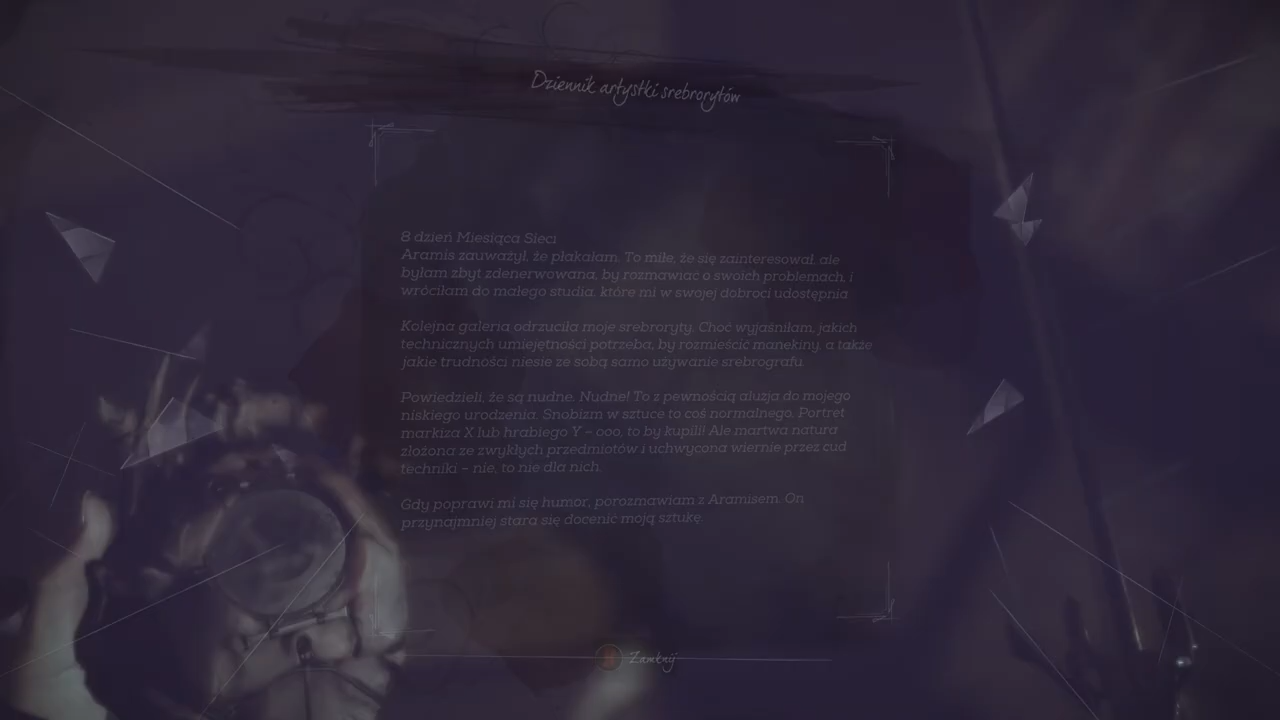 Dziennik artystki srebrorytów
8 dzień Miesiąca Sieci
Aramis zauważył, że płakałam. To miłe, że się zainteresował, ale
byłam zbyt zdenerwowana, by rozmawiać o swoich problemach, i
wróciłam do małego studia, które mi w swojej dobroci udostępnia.
Kolejna galeria odrzuciła moje srebroryty. Choć wyjaśniłam, jakich
technicznych umiejętności potrzeba, by rozmieścić manekiny, a także
jakie trudności niesie ze sobą samo używanie srebrografu.
Powiedzieli, że są nudne. Nudne! To z pewnością aluzja do mojego
niskiego urodzenia. Snobizm w sztuce to coś normalnego. Portret
markiza X lub hrabiego Y – ooo, to by kupili! Ale martwa natura
złożona ze zwykłych przedmiotów i uchwycona wiernie przez cud
techniki – nie, to nie dla nich.
Gdy poprawi mi się humor, porozmawiam z Aramisem. On
przynajmniej stara się docenić moją sztukę.
Zamknij